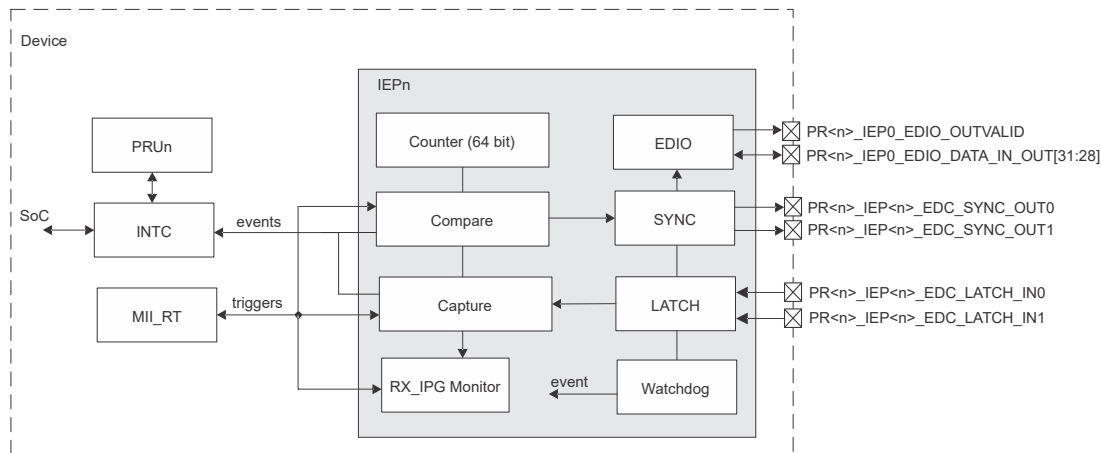 Device
IEPn
Counter (64 bit)
EDIO
PR<n>_IEP0_EDIO_OUTVALID
PR<n>_IEP0_EDIO_DATA_IN_OUT[31:28]
PRUn
SoC
INTC
events
Compare
SYNC
PR<n>_IEP<n>_EDC_SYNC_OUT0
PR<n>_IEP<n>_EDC_SYNC_OUT1
MII_RT
triggers
Capture
LATCH
PR<n>_IEP<n>_EDC_LATCH_IN0
PR<n>_IEP<n>_EDC_LATCH_IN1
RX_IPG Monitor
event
Watchdog